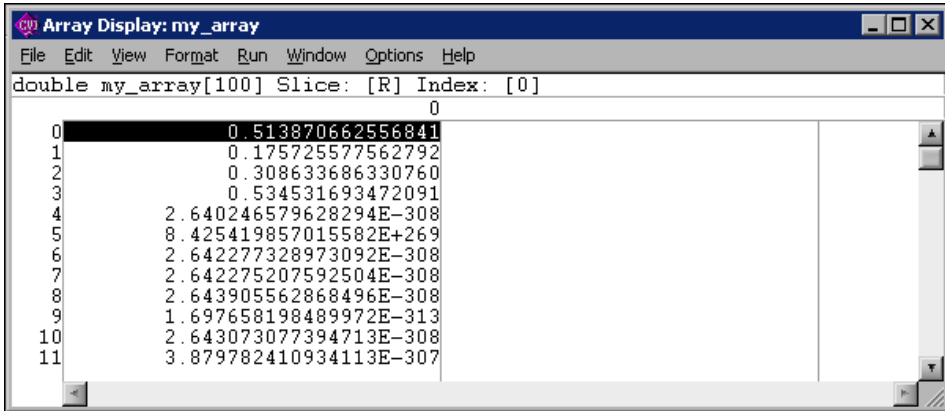 CVI Array Display: my_array
File Edit View Format Run Window Options Help
double my_array[100] Slice: [R] Index: [0]
0
0 0.513870662556841
1 0.175725577562792
2 0.308633686330760
3 0.534531693472091
4 2.640246579628294E-308
5 8.425419857015582E+269
6 2.642277328973092E-308
7 2.642275207592504E-308
8 2.643905562868496E-308
9 1.697658198489972E-313
10 2.643073077394713E-308
11 3.879782410934113E-307